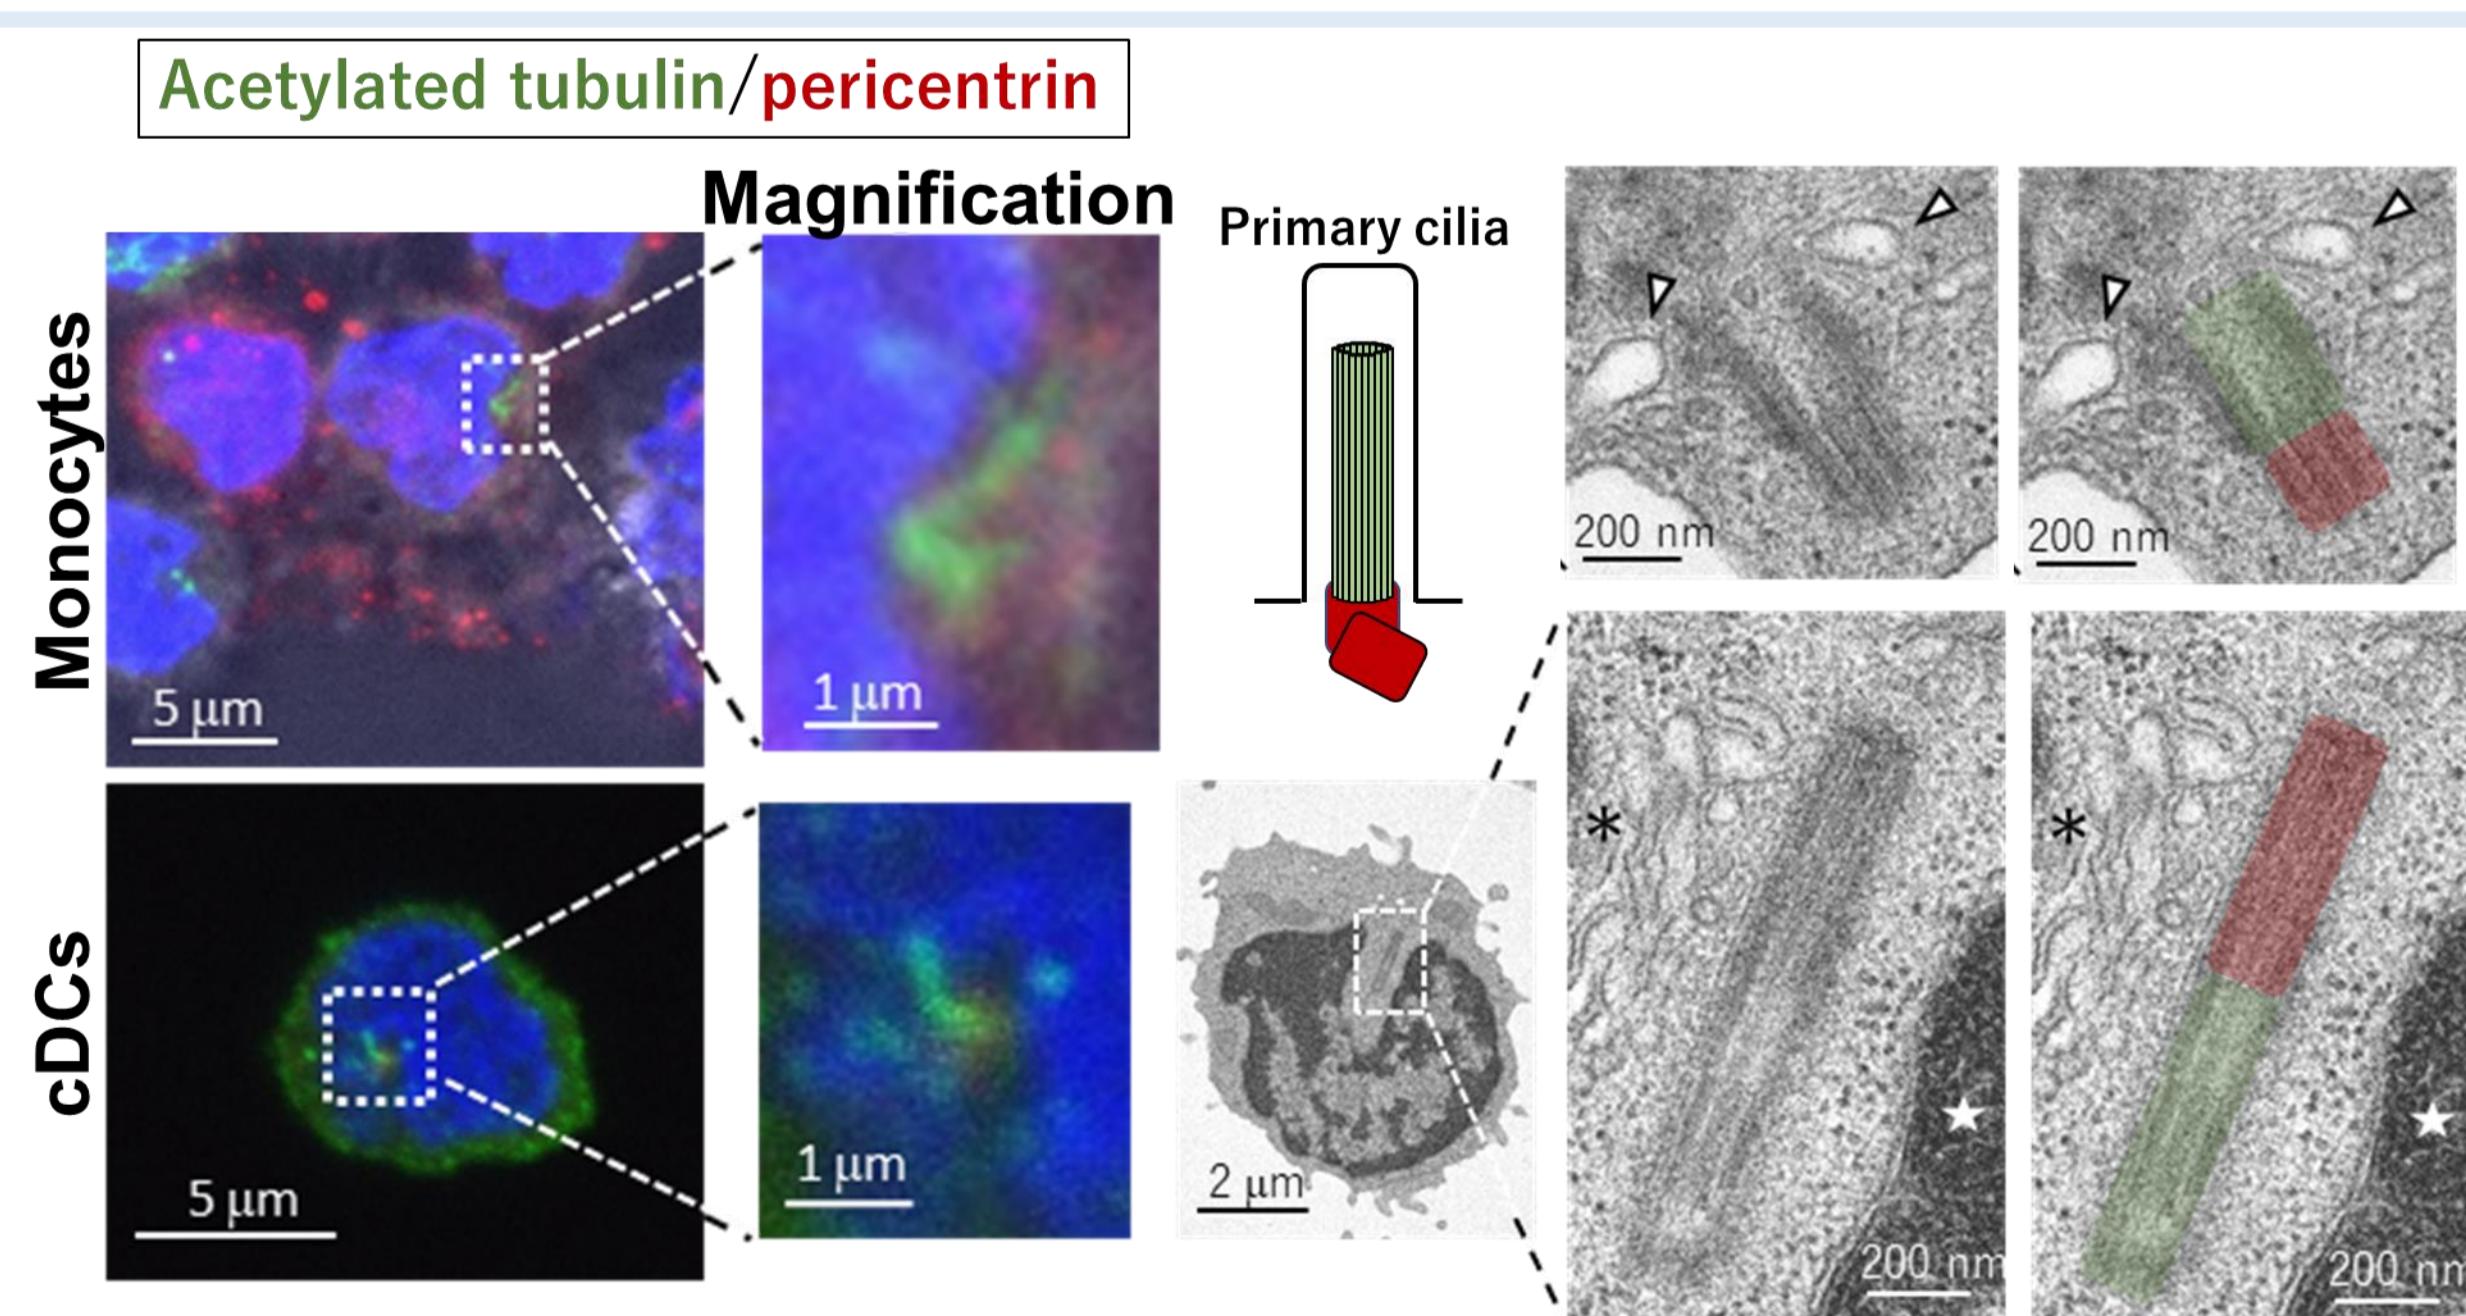 Acetylated tubulin/pericentrin
Magnification
Primary cilia
Monocytes
5 μm
1 μm
200 nm
200 nm
*
*
cDCs
5 μm
1 μm
2 μm
200 nm
200 nm